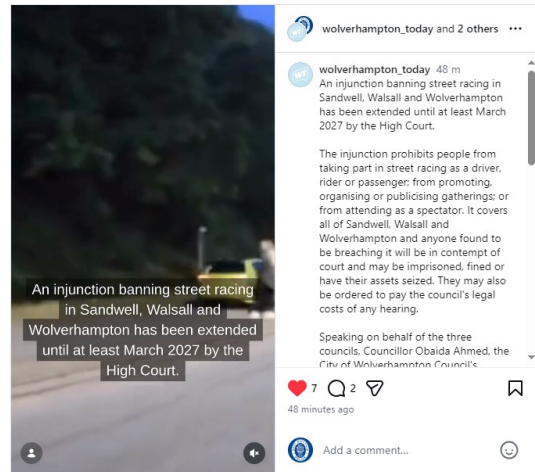 wolverhampton_today and 2 others
wolverhampton_today 48 m
An injunction banning street racing in
Sandwell, Walsall and Wolverhampton
has been extended until at least March
2027 by the High Court.
The injunction prohibits people from
taking part in street racing as a driver,
rider or passenger; from promoting,
organising or publicising gatherings; or
from attending as a spectator. It covers
all of Sandwell, Walsall and
Wolverhampton and anyone found to
be breaching it will be in contempt of
court and may be imprisoned, fined or
have their assets seized. They may also
be ordered to pay the council's legal
costs of any hearing.
Speaking on behalf of the three
councils, Councillor Obaida Ahmed, the
City of Wolverhampton Council's
An injunction banning street racing
in Sandwell, Walsall and
Wolverhampton has been extended
until at least March 2027 by the
High Court.
7 2
48 minutes ago
Add a comment...